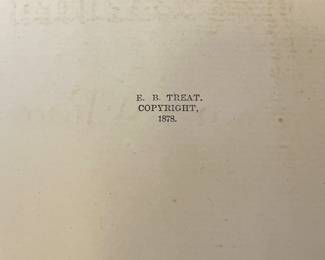 E. B. TREAT.
COPYRIGHT,
1878.